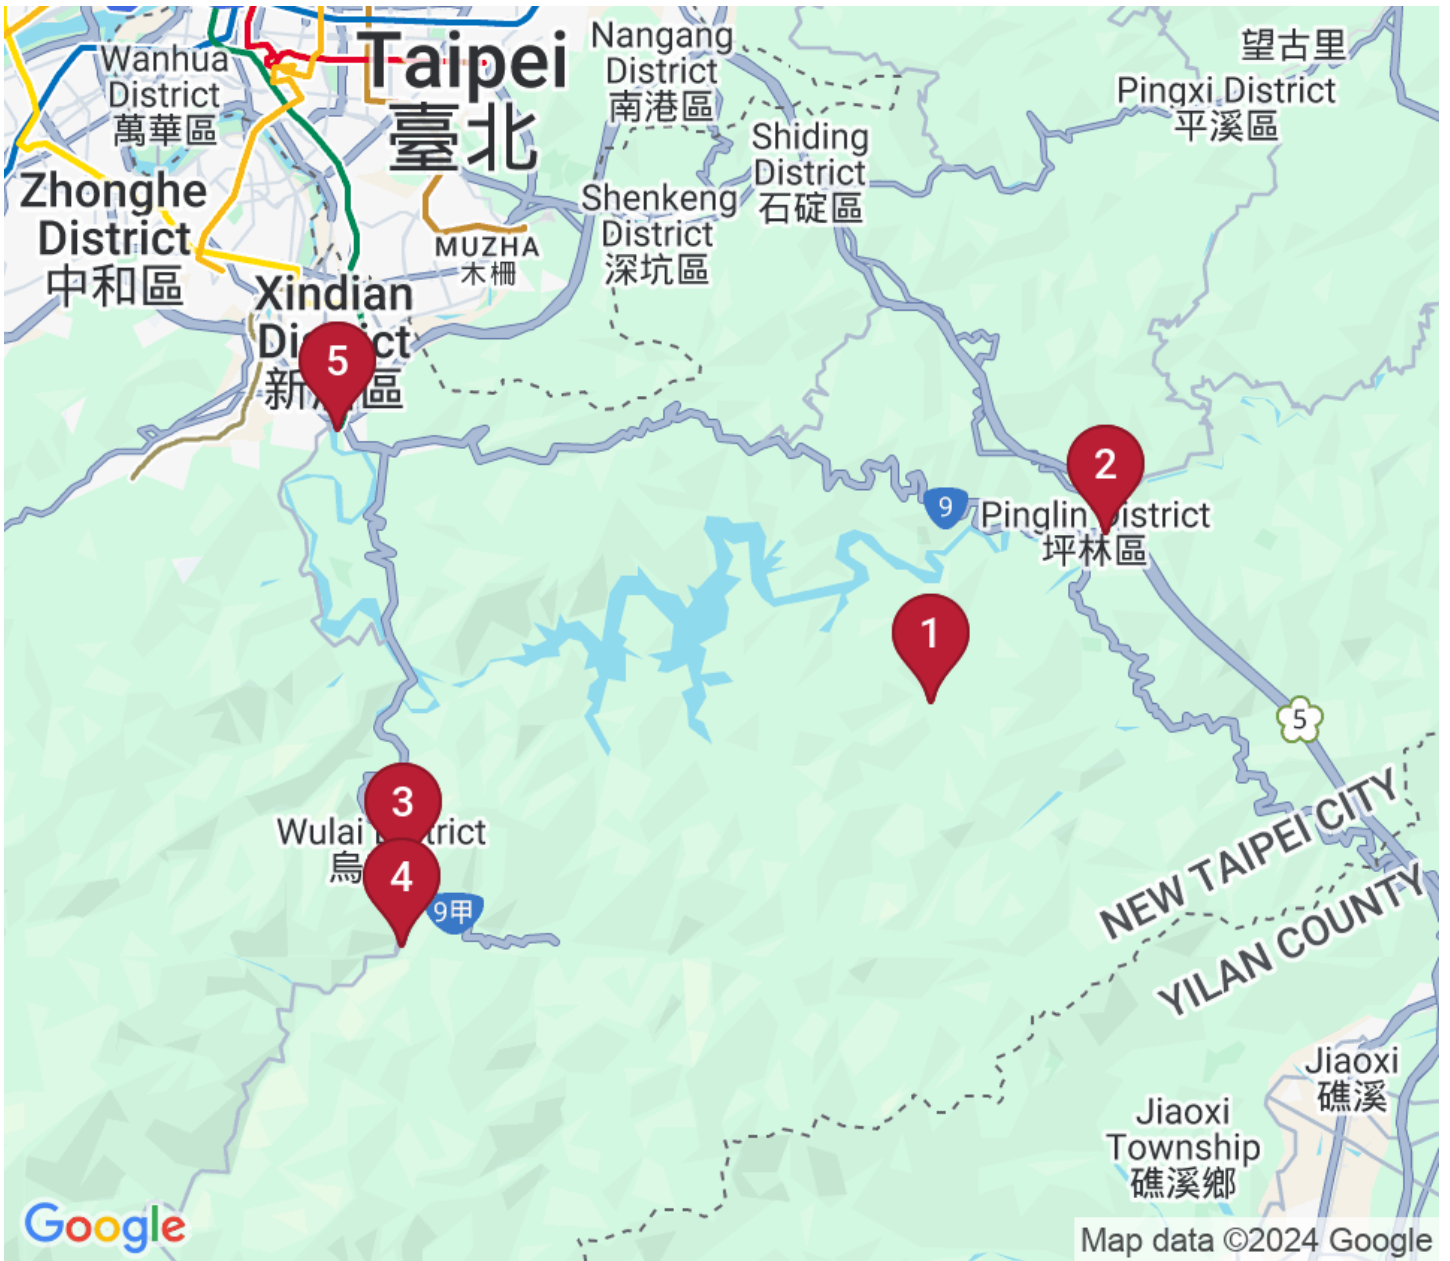 Wanhua
District
萬華區
Taipei
臺北
Nangang
District
南港區
望古里
Pingxi District
平溪區
Shiding
District
石碇區
Zhonghe
District
中和區
Shenkeng
District
深坑區
MUZHA
木柵
Xindian
District
5
2
9
Pinglin District
坪林區
1
5
3
Wulai District
4
9甲
NEW TAIPEI CITY
YILAN COUNTY
Jiaoxi
礁溪
Jiaoxi
Township
礁溪鄉
Google
Map data ©2024 Google